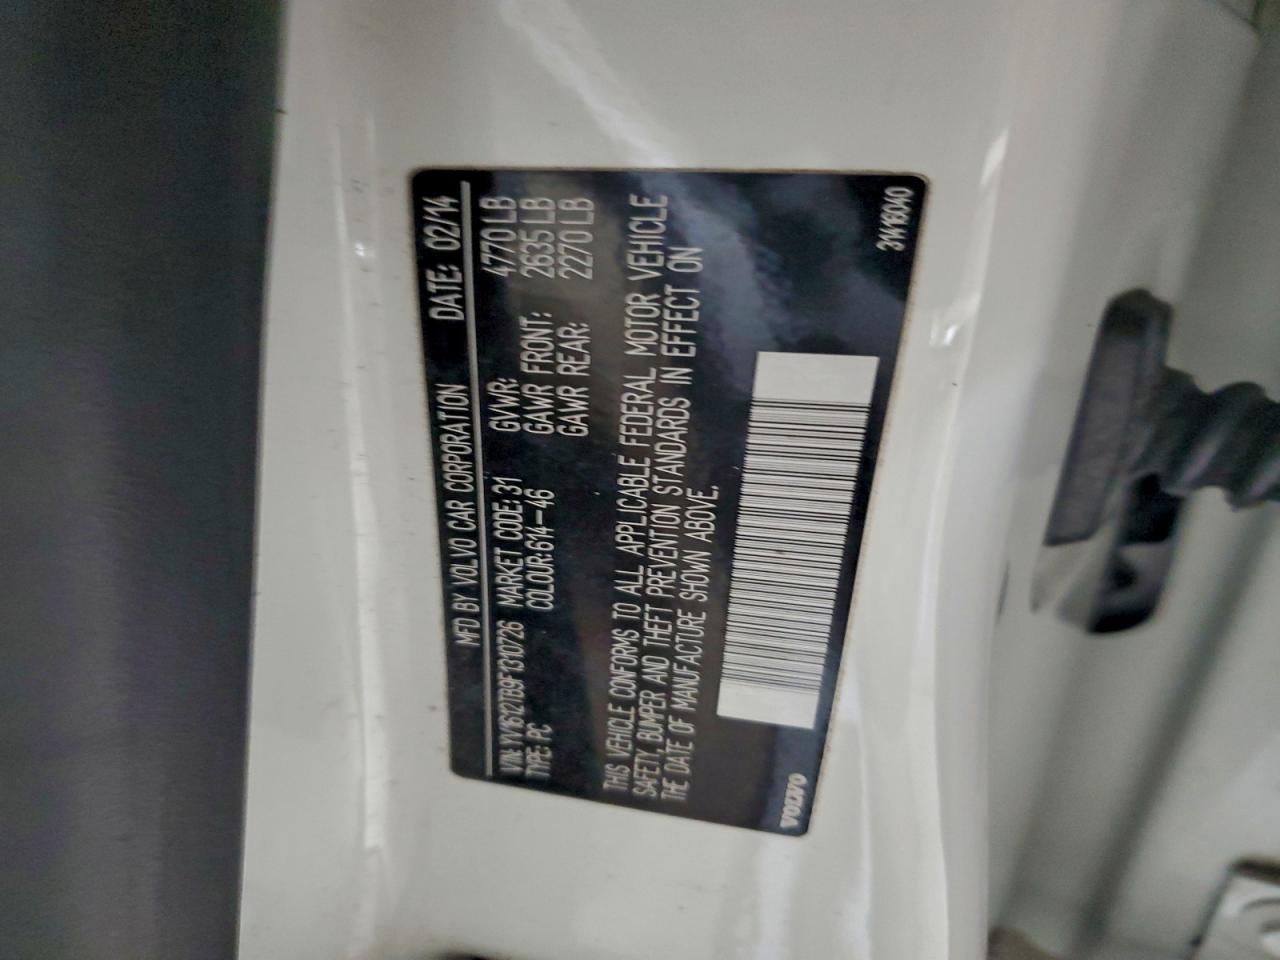 MFD BY VOLVO CAR CORPORATION DATE: 02/14
VIN: YV1612TB9F1310726 MARKET CODE: 31 GVWR: 4770 LB
TYPE: PC COLOUR: 614-46 GAWR FRONT: 2635 LB
GAWR REAR: 2270 LB
THIS VEHICLE CONFORMS TO ALL APPLICABLE FEDERAL MOTOR VEHICLE
SAFETY, BUMPER AND THEFT PREVENTION STANDARDS IN EFFECT ON
THE DATE OF MANUFACTURE SHOWN ABOVE.
VOLVO